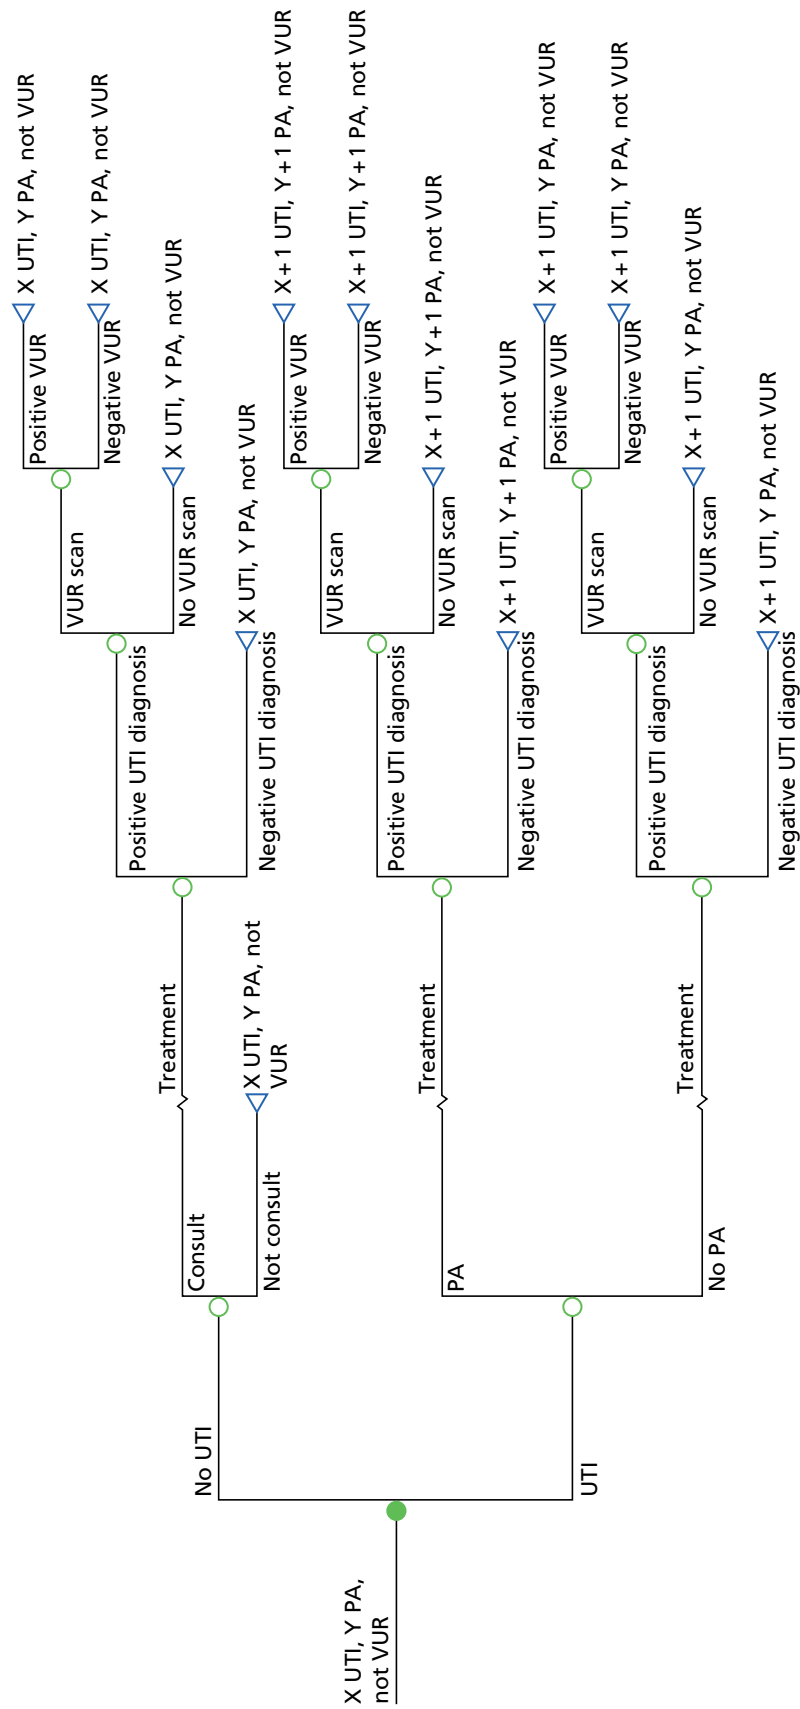 X UTI, Y PA,
not VUR
No UTI
Consult
Treatment
Positive UTI diagnosis
VUR scan
Positive VUR
X UTI, Y PA, not VUR
Negative VUR
X UTI, Y PA, not VUR
No VUR scan
X UTI, Y PA, not VUR
Negative UTI diagnosis
X UTI, Y PA, not VUR
Not consult
X UTI, Y PA, not
VUR
UTI
PA
Treatment
Positive UTI diagnosis
VUR scan
Positive VUR
X + 1 UTI, Y + 1 PA, not VUR
Negative VUR
X + 1 UTI, Y + 1 PA, not VUR
No VUR scan
X + 1 UTI, Y + 1 PA, not VUR
Negative UTI diagnosis
X + 1 UTI, Y + 1 PA, not VUR
No PA
Treatment
Positive UTI diagnosis
VUR scan
Positive VUR
X + 1 UTI, Y PA, not VUR
Negative VUR
X + 1 UTI, Y PA, not VUR
No VUR scan
X + 1 UTI, Y PA, not VUR
Negative UTI diagnosis
X + 1 UTI, Y PA, not VUR